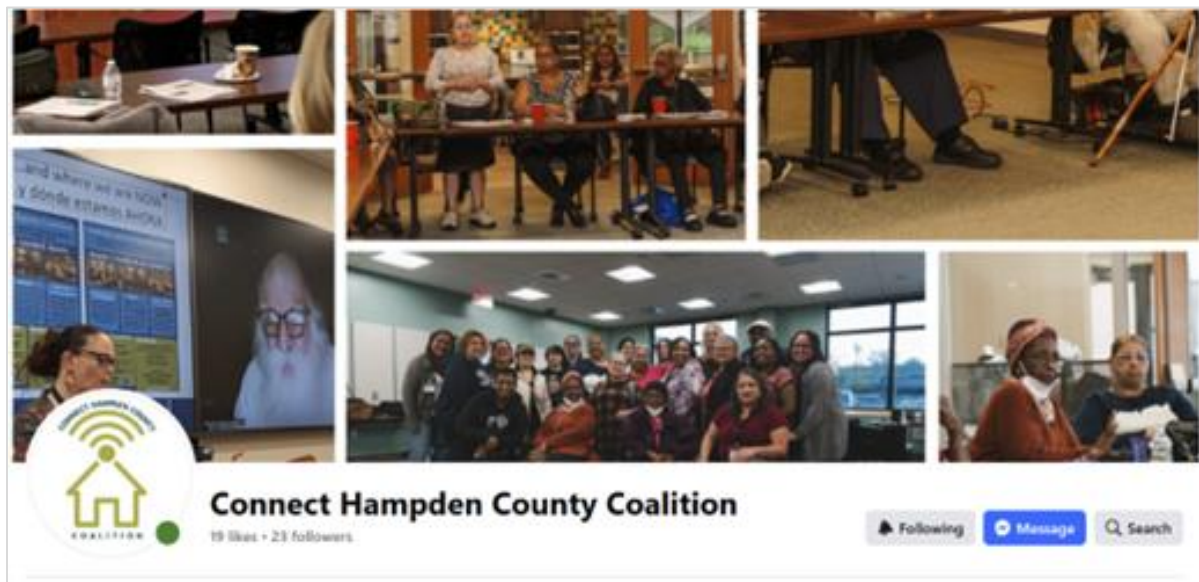 ...and where we are NOW"
y dónde estamos AHORA
CONNECT HAMPDEN COUNTY
COALITION
Connect Hampden County Coalition
19 likes • 23 followers
Following
Message
Search